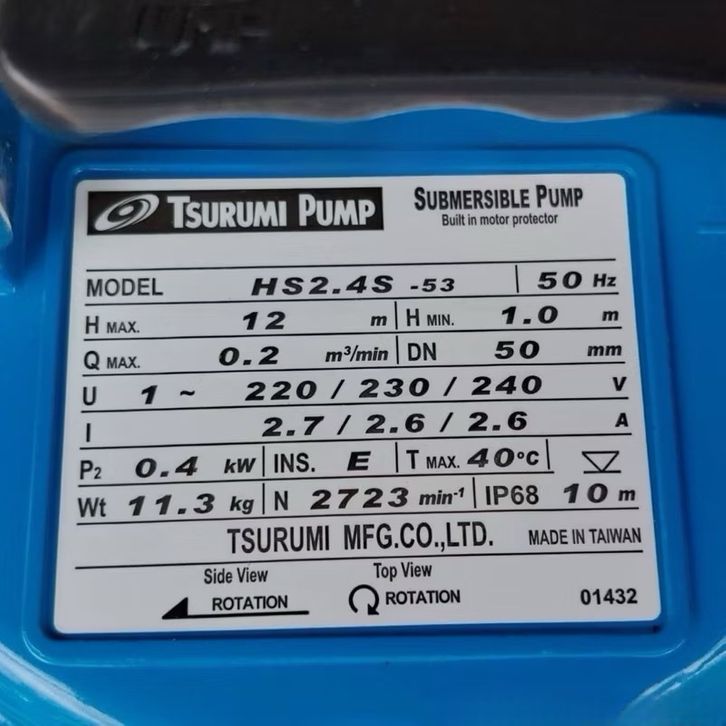 TSURUMI PUMP SUBMERSIBLE PUMP
Built in motor protector
MODEL HS2.4S -53 50 Hz
H MAX. 12 m H MIN. 1.0 m
Q MAX. 0.2 m³/min DN 50 mm
U 1 ~ 220 / 230 / 240 V
I 2.7 / 2.6 / 2.6 A
P2 0.4 kW INS. E T MAX. 40°C
Wt 11.3 kg N 2723 min-1 IP68 10 m
TSURUMI MFG.CO.,LTD. MADE IN TAIWAN
Side View Top View
ROTATION ROTATION 01432